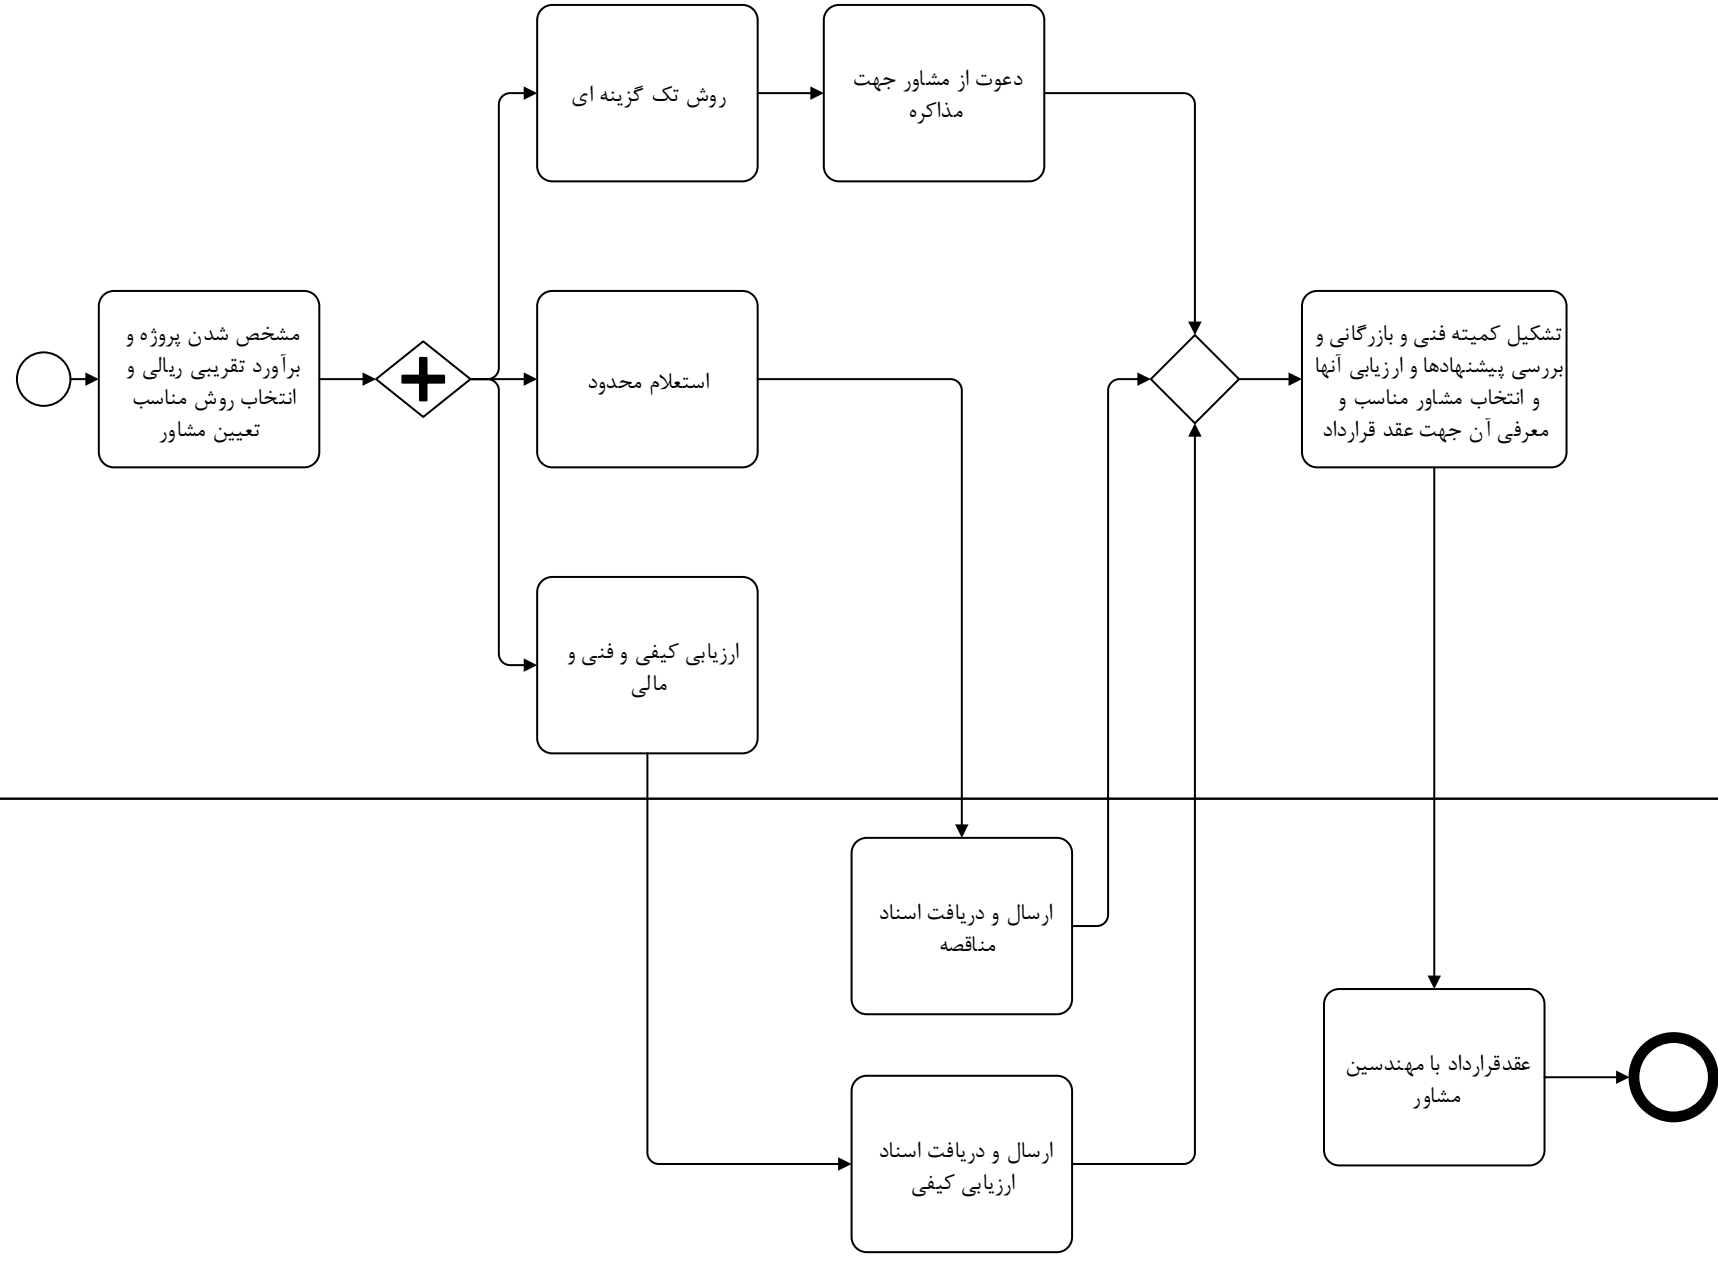 روش تک گزینه ای
دعوت از مشاور جهت
مذاکره
مشخص شدن پروژه و
برآورد تقریبی ریالی و
انتخاب روش مناسب
تعیین مشاور
استعلام محدود
تشکیل کمیته فنی و بازرگانی و
بررسی پیشنهادها و ارزیابی آنها
و انتخاب مشاور مناسب و
معرفی آن جهت عقد قرارداد
ارزیابی کیفی و فنی و
مالی
ارسال و دریافت اسناد
مناقصه
عقدقرارداد با مهندسین
مشاور
ارسال و دریافت اسناد
ارزیابی کیفی